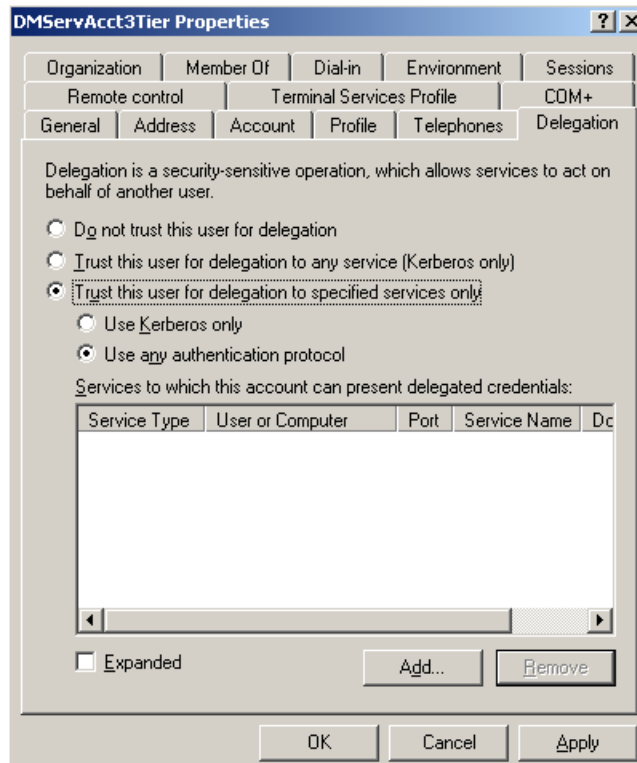 DMServAcct3Tier Properties
Organization Member Of Dial-in Environment Sessions
Remote control Terminal Services Profile COM+
General Address Account Profile Telephones Delegation
Delegation is a security-sensitive operation, which allows services to act on
behalf of another user.
Do not trust this user for delegation
Trust this user for delegation to any service (Kerberos only)
Trust this user for delegation to specified services only
Use Kerberos only
Use any authentication protocol
Services to which this account can present delegated credentials:
Service Type User or Computer Port Service Name Do
Expanded Add... Remove
OK Cancel Apply